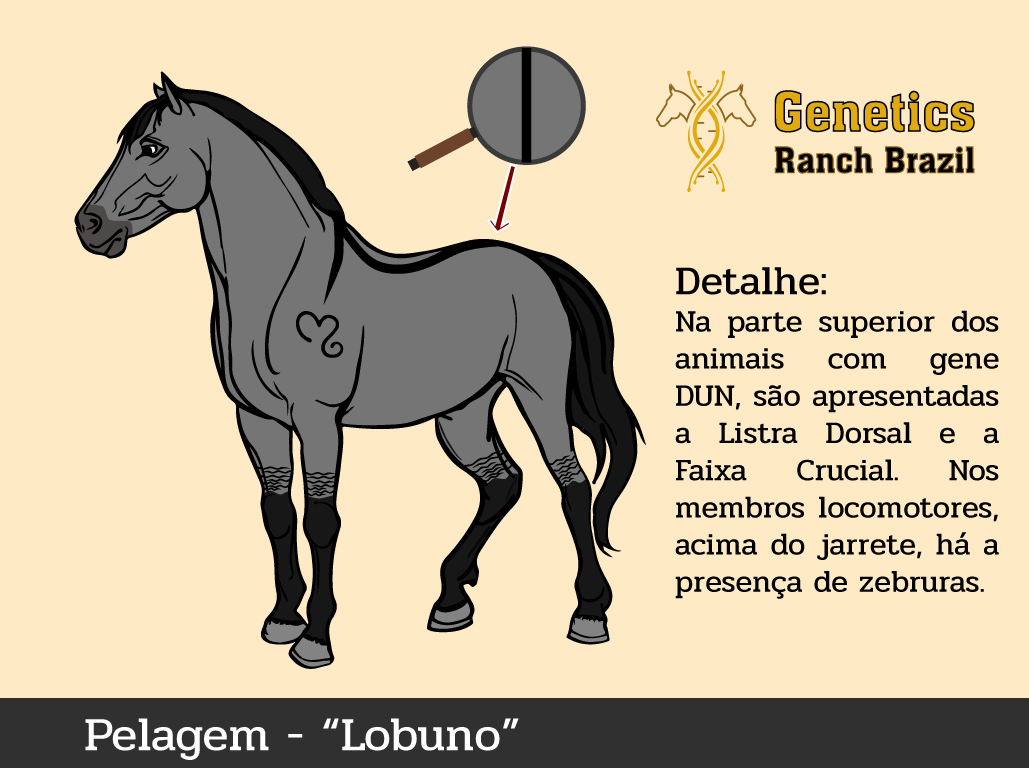 Genetics
Ranch Brazil
Detalhe:
Na parte superior dos
animais com gene
DUN, são apresentadas
a Listra Dorsal e a
Faixa Crucial. Nos
membros locomotores,
acima do jarrete, há a
presença de zebruras.
Pelagem - “Lobuno”